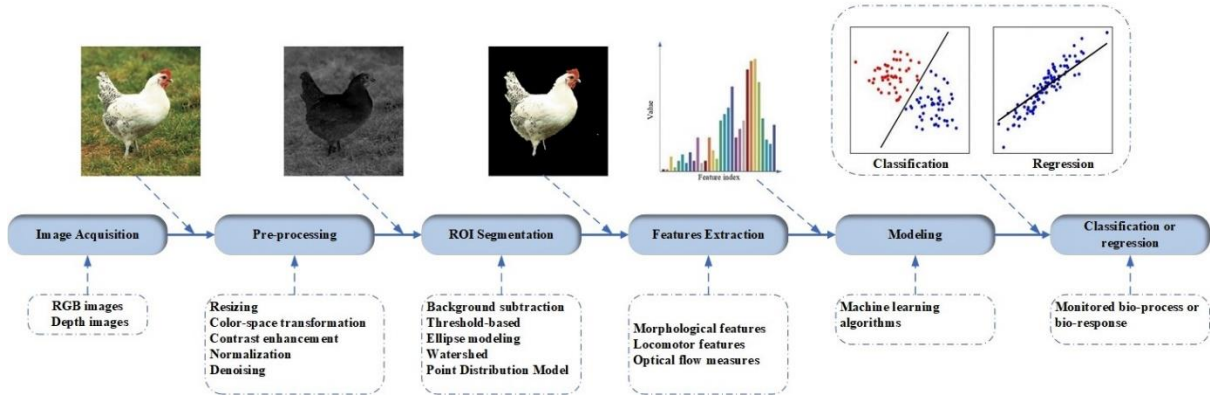 Value
Feature index
Classification
Regression
Image Acquisition
Pre-processing
ROI Segmentation
Features Extraction
Modeling
Classification or
regression
RGB images
Depth images
Resizing
Color-space transformation
Contrast enhancement
Normalization
Denoising
Background subtraction
Threshold-based
Ellipse modeling
Watershed
Point Distribution Model
Morphological features
Locomotor features
Optical flow measures
Machine learning
algorithms
Monitored bio-process or
bio-response